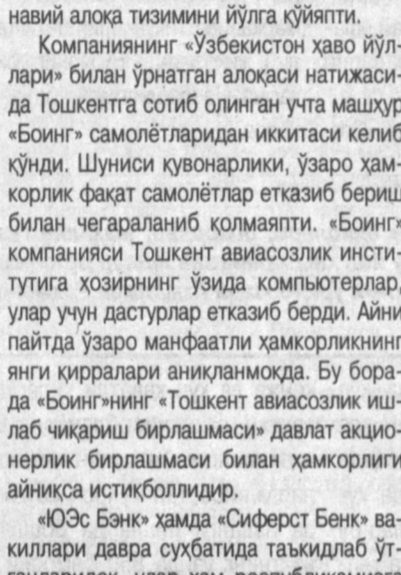 навий алоқа тизимини йўлга қўйяпти.
Компаниянинг «Ўзбекистон ҳаво йўл-
лари» билан ўрнатган алоқаси натижаси-
да Тошкентга сотиб олинган учта машҳур
«Боинг» самолётларидан иккитаси келиб
қўнди. Шуниси қувонарлики, ўзаро ҳам-
корлик фақат самолётлар етказиб бериш
билан чегараланиб қолмаяпти. «Боинг»
компанияси Тошкент авиасозлик инсти-
тутига ҳозирнинг ўзида компьютерлар,
улар учун дастурлар етказиб берди. Айни
пайтда ўзаро манфаатли ҳамкорликнинг
янги қирралари аниқланмоқда. Бу бора-
да «Боинг»нинг «Тошкент авиасозлик иш-
лаб чиқариш бирлашмаси» давлат акцио-
нерлик бирлашмаси билан ҳамкорлиги
айниқса истиқболлидир.
«ЮЭс Бэнк» ҳамда «Сиферст Бенк» ва-
киллари давра суҳбатида таъкидлаб ўт-
ганларидек, улар ҳам республикамизга